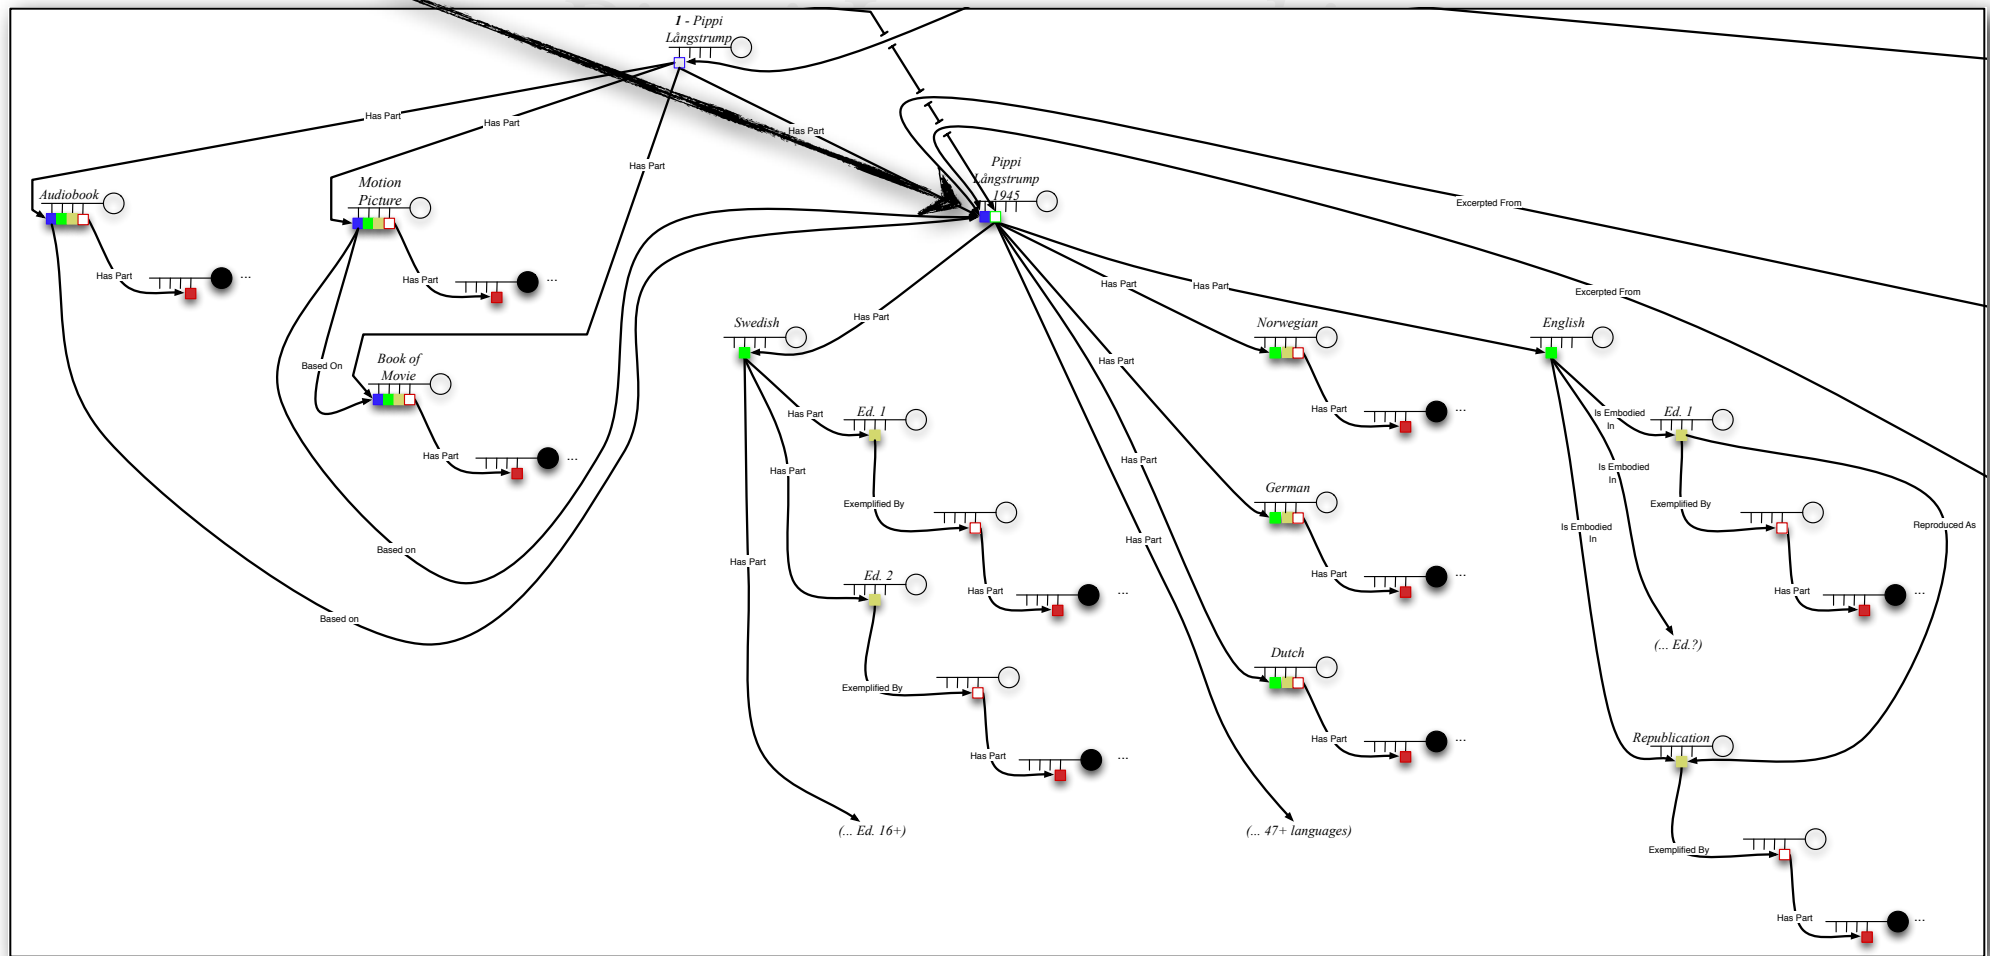 1 - Pippi
Långstrump
Has Part
Has Part
Has Part
Has Part
Audiobook
Motion
Picture
Pippi
Långstrump
1945
Excerpted From
Has Part
...
Has Part
...
Has Part
Has Part
Excerpted From
Has Part
Swedish
Norwegian
English
Based On
Book of
Movie
Has Part
Has Part
Ed. 1
Has Part
...
Is Embodied
In
Ed. 1
Has Part
...
Has Part
Has Part
Is Embodied
In
German
Exemplified By
Exemplified By
Is Embodied
In
Reproduced As
Based on
Has Part
Has Part
Ed. 2
Has Part
...
Has Part
...
Has Part
...
Based on
(... Ed.?)
Dutch
Exemplified By
Has Part
...
Republication
Has Part
...
(... Ed. 16+)
(... 47+ languages)
Exemplified By
Has Part
...